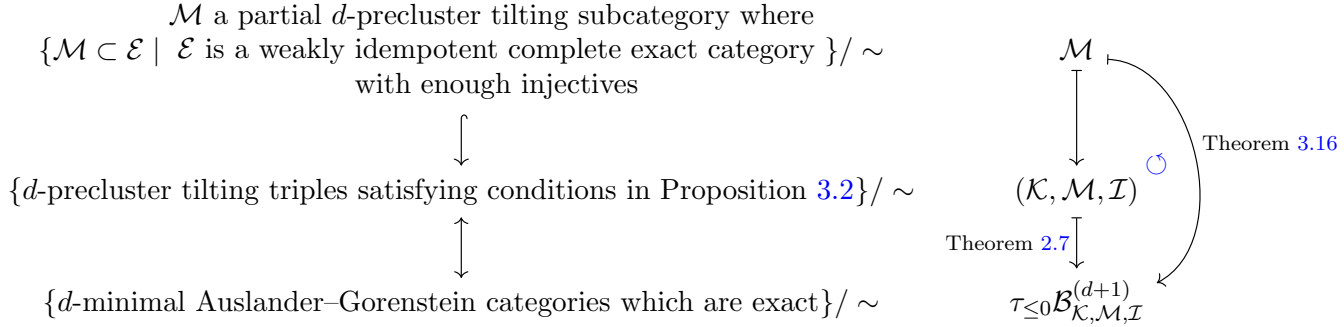 ℳ a partial d-precluster tilting subcategory where
{ℳ ⊂ ℰ | ℰ is a weakly idempotent complete exact category }/ ∼
with enough injectives
ℳ
Theorem 3.16
{d-precluster tilting triples satisfying conditions in Proposition 3.2}/ ∼
(𝒦, ℳ, ℐ)
↺
Theorem 2.7
{d-minimal Auslander–Gorenstein categories which are exact}/ ∼
τ≤0ℬ^{(d+1)}_{𝒦,ℳ,ℐ}